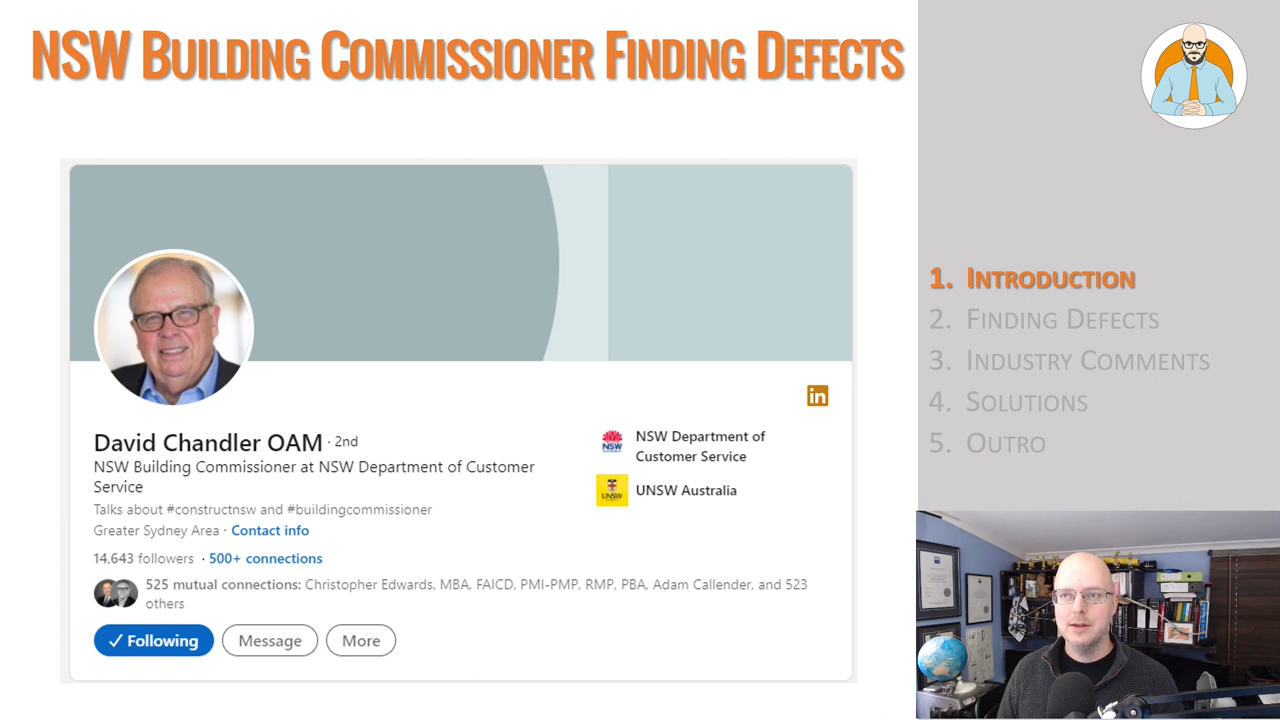 NSW BUILDING COMMISSIONER FINDING DEFECTS
David Chandler OAM · 2nd
NSW Building Commissioner at NSW Department of Customer
Service
Talks about #constructnsw and #buildingcommissioner
Greater Sydney Area · Contact info
14,643 followers · 500+ connections
525 mutual connections: Christopher Edwards, MBA, FAICD, PMI-PMP, RMP, PBA, Adam Callender, and 523
others
✓ Following
Message
More
in
NSW
NSW Department of
Customer Service
UNSW
UNSW Australia
1. INTRODUCTION
2. FINDING DEFECTS
3. INDUSTRY COMMENTS
4. SOLUTIONS
5. OUTRO